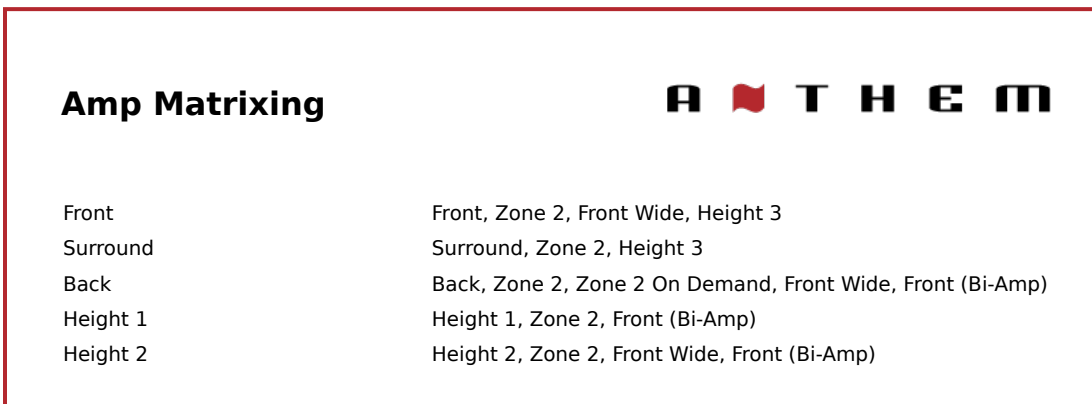 Amp Matrixing
ANTHEM
Front Front, Zone 2, Front Wide, Height 3
Surround Surround, Zone 2, Height 3
Back Back, Zone 2, Zone 2 On Demand, Front Wide, Front (Bi-Amp)
Height 1 Height 1, Zone 2, Front (Bi-Amp)
Height 2 Height 2, Zone 2, Front Wide, Front (Bi-Amp)